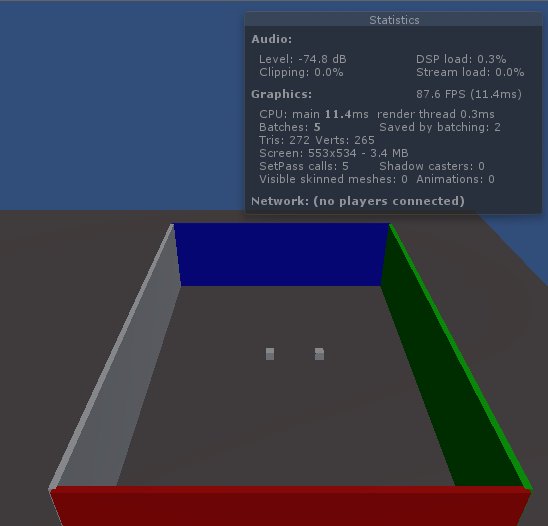 Statistics
Audio:
Level: -74.8 dB DSP load: 0.3%
Clipping: 0.0% Stream load: 0.0%
Graphics: 87.6 FPS (11.4ms)
CPU: main 11.4ms render thread 0.3ms
Batches: 5 Saved by batching: 2
Tris: 272 Verts: 265
Screen: 553x534 - 3.4 MB
SetPass calls: 5 Shadow casters: 0
Visible skinned meshes: 0 Animations: 0
Network: (no players connected)